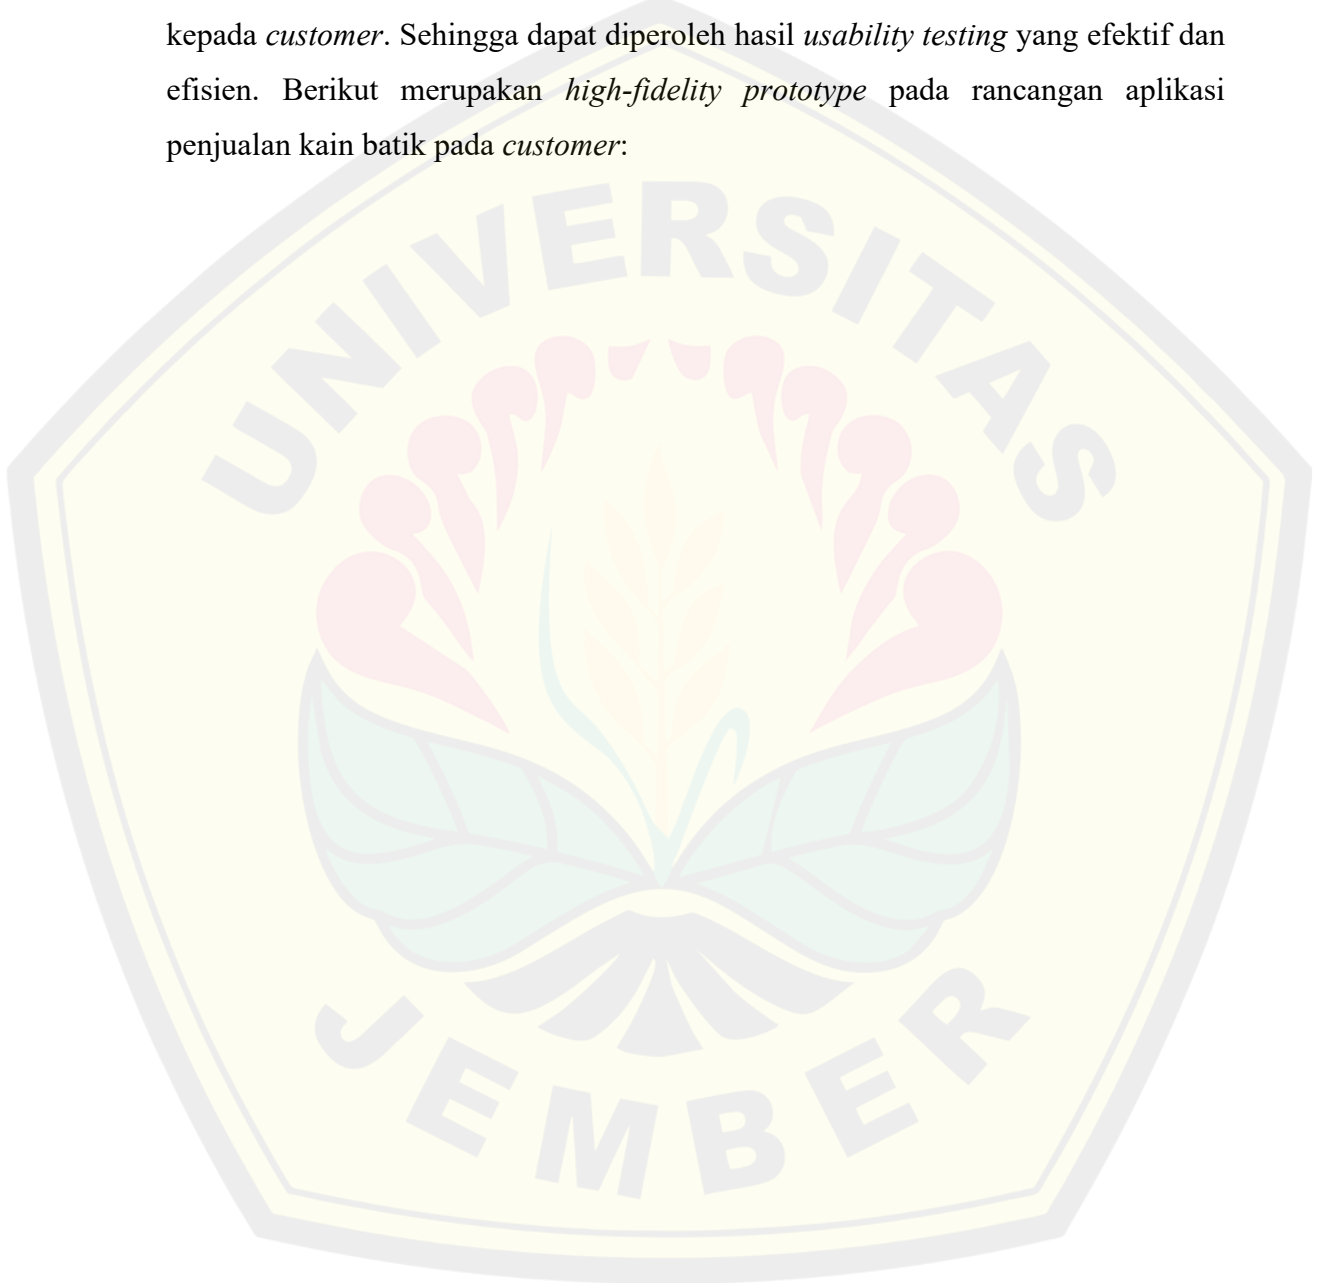 kepada customer. Sehingga dapat diperoleh hasil usability testing yang efektif dan
efisien. Berikut merupakan high-fidelity prototype pada rancangan aplikasi
penjualan kain batik pada customer:
UNIVERSITAS
JEMBER